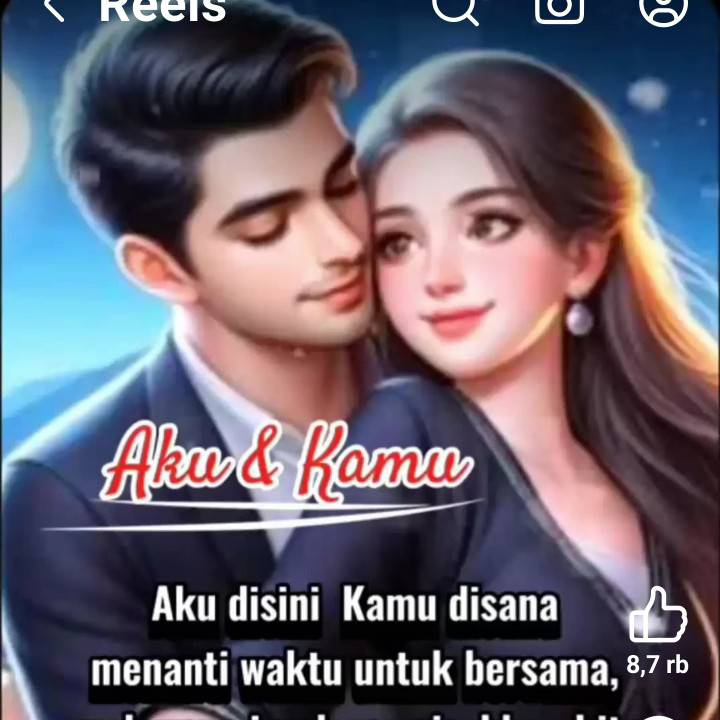 Reels
Aku & Kamu
Aku disini Kamu disana
menanti waktu untuk bersama,
8,7 rb